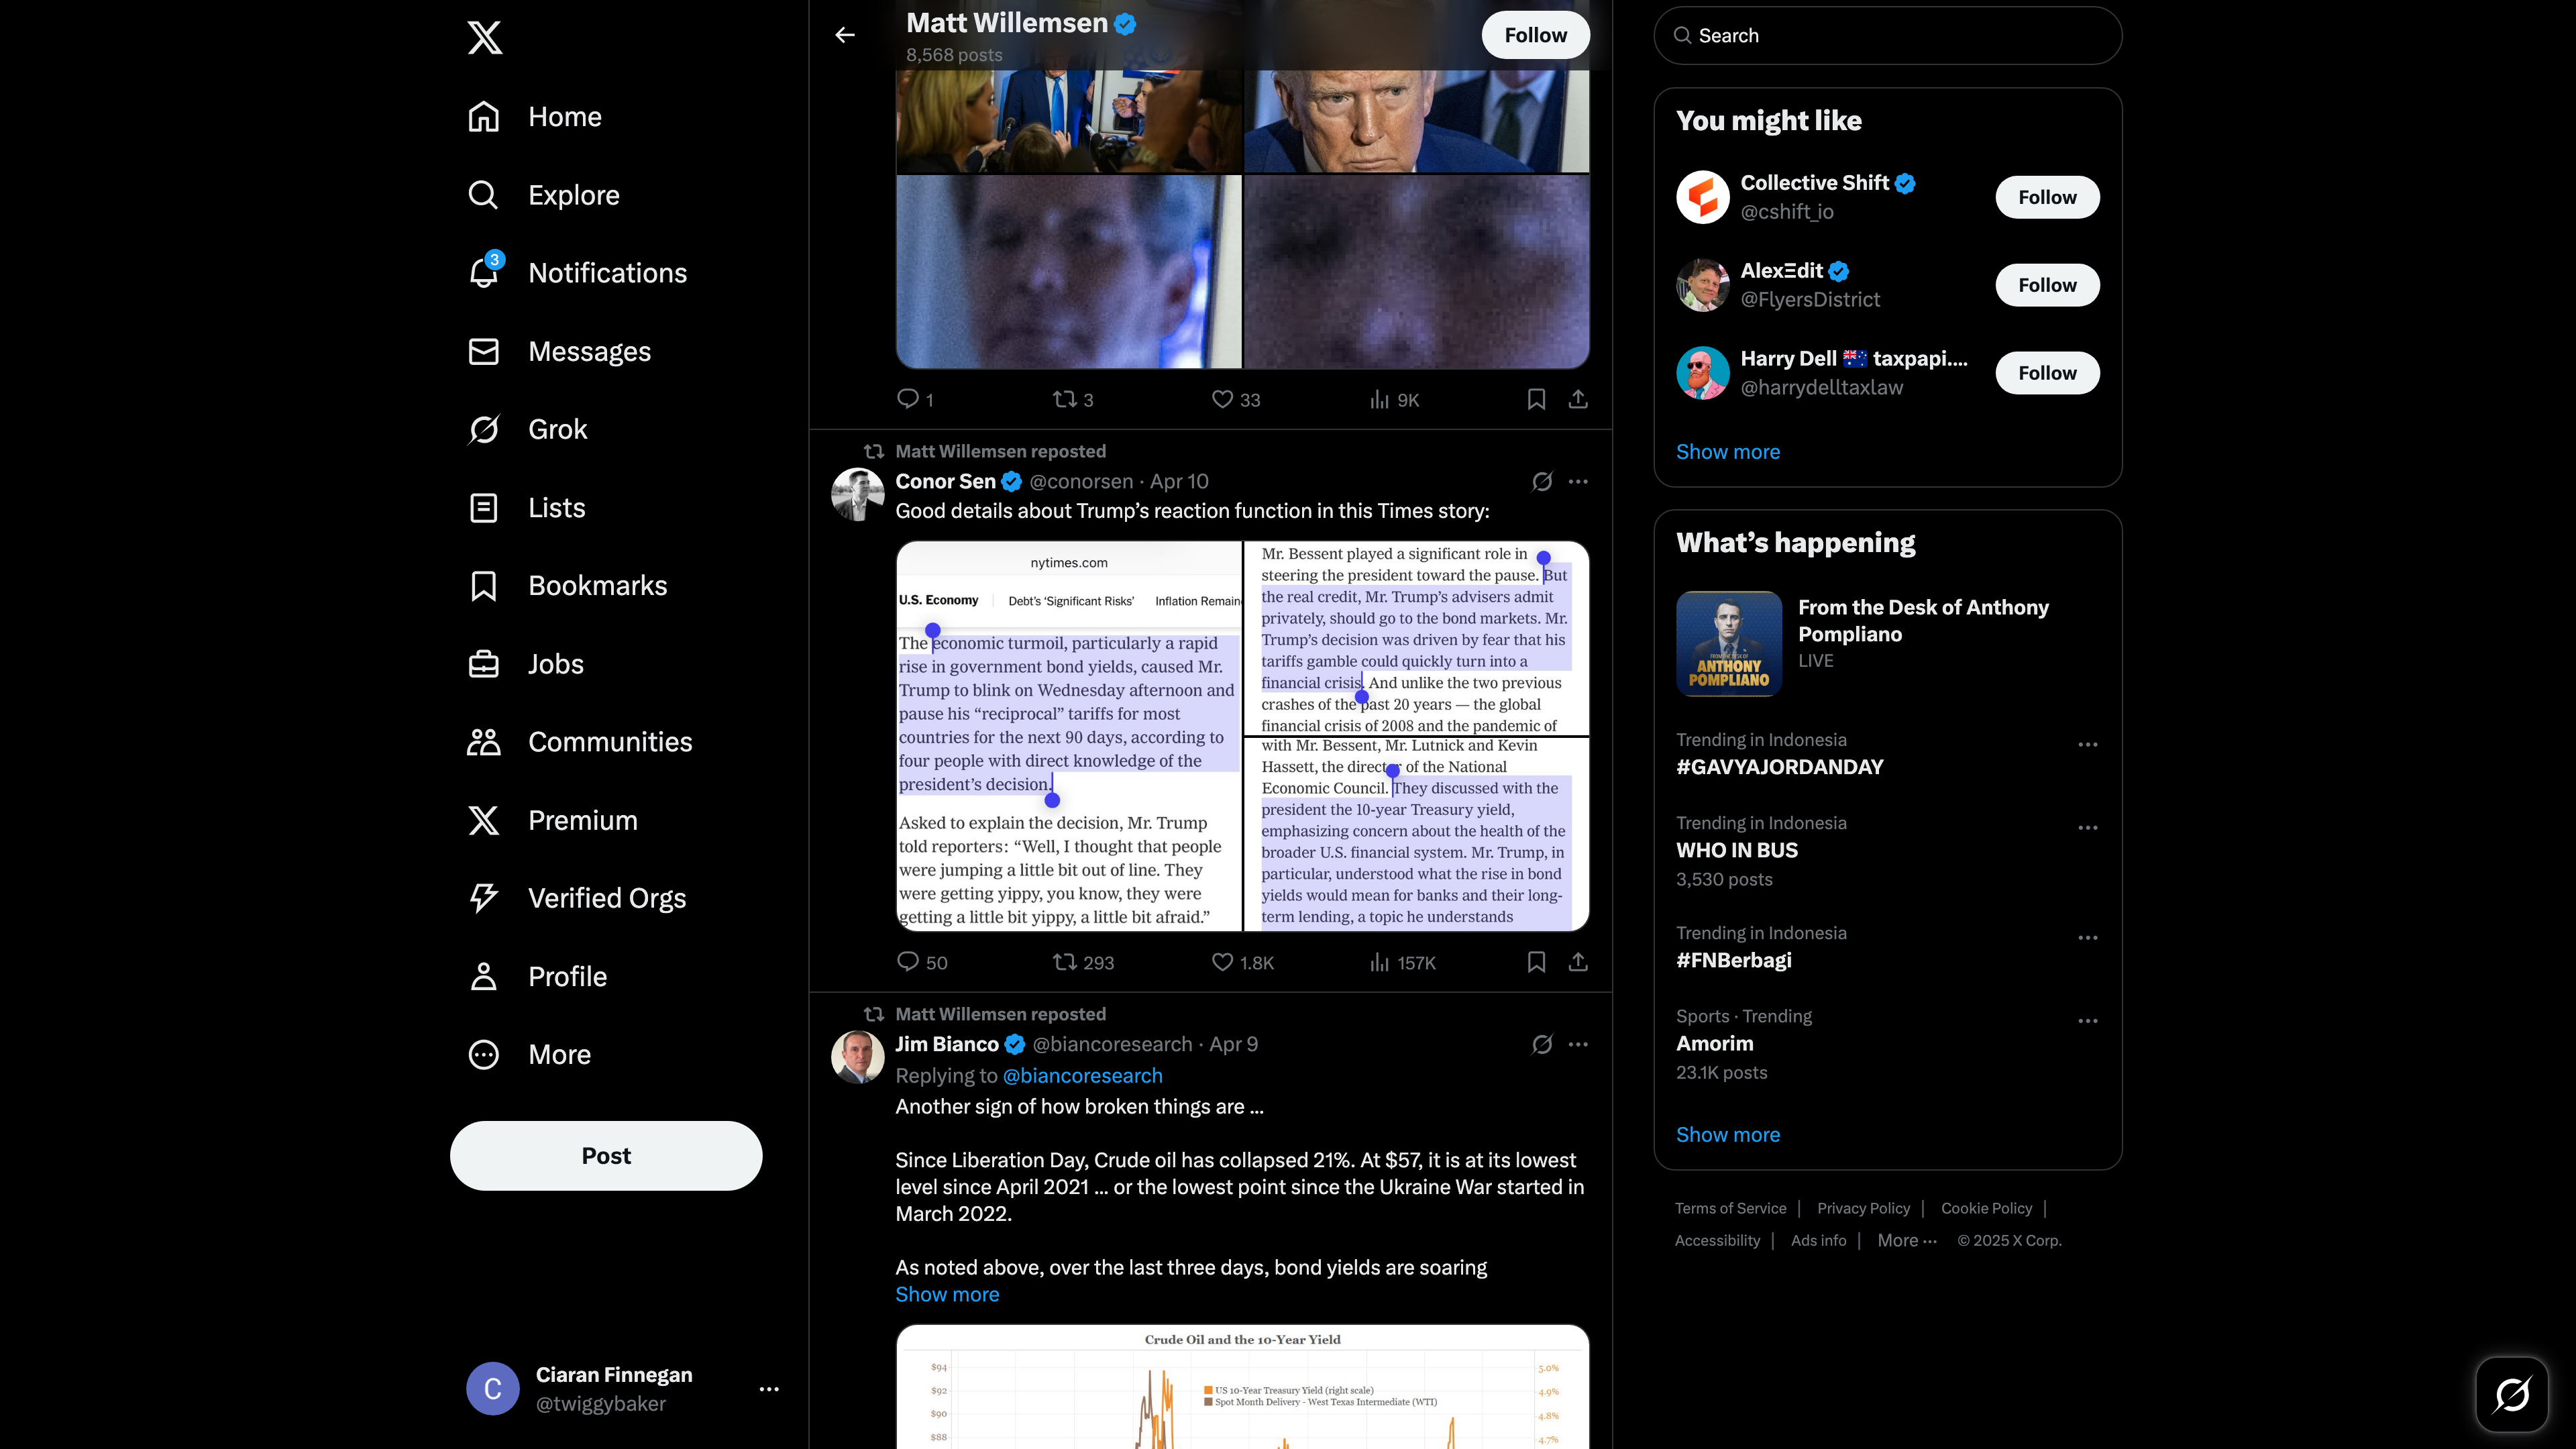 Home
Explore
3
Notifications
Messages
Grok
Lists
Bookmarks
Jobs
Communities
Premium
Verified Orgs
Profile
More
Post
C
Ciaran Finnegan
@twiggybaker
Matt Willemsen
8,568 posts
Follow
1
3
33
9K
Matt Willemsen reposted
Conor Sen @conorsen · Apr 10
Good details about Trump’s reaction function in this Times story:
nytimes.com
U.S. Economy
Debt’s ‘Significant Risks’
Inflation Remain
The economic turmoil, particularly a rapid
rise in government bond yields, caused Mr.
Trump to blink on Wednesday afternoon and
pause his “reciprocal” tariffs for most
countries for the next 90 days, according to
four people with direct knowledge of the
president’s decision.
Asked to explain the decision, Mr. Trump
told reporters: “Well, I thought that people
were jumping a little bit out of line. They
were getting yippy, you know, they were
getting a little bit yippy, a little bit afraid.”
Mr. Bessent played a significant role in
steering the president toward the pause. But
the real credit, Mr. Trump’s advisers admit
privately, should go to the bond markets. Mr.
Trump’s decision was driven by fear that his
tariffs gamble could quickly turn into a
financial crisis. And unlike the two previous
crashes of the past 20 years — the global
financial crisis of 2008 and the pandemic of
with Mr. Bessent, Mr. Lutnick and Kevin
Hassett, the director of the National
Economic Council. They discussed with the
president the 10-year Treasury yield,
emphasizing concern about the health of the
broader U.S. financial system. Mr. Trump, in
particular, understood what the rise in bond
yields would mean for banks and their long-
term lending, a topic he understands
50
293
1.8K
157K
Matt Willemsen reposted
Jim Bianco @biancoresearch · Apr 9
Replying to @biancoresearch
Another sign of how broken things are ...
Since Liberation Day, Crude oil has collapsed 21%. At $57, it is at its lowest
level since April 2021 ... or the lowest point since the Ukraine War started in
March 2022.
As noted above, over the last three days, bond yields are soaring
Show more
Crude Oil and the 10-Year Yield
$94
$92
$90
$88
US 10-Year Treasury Yield (right scale)
Spot Month Delivery - West Texas Intermediate (WTI)
5.0%
4.9%
4.8%
4.7%
Search
You might like
Collective Shift
@cshift_io
Follow
AlexΞdit
@FlyersDistrict
Follow
Harry Dell 🇦🇺 taxpapi....
@harrydelltaxlaw
Follow
Show more
What’s happening
FROM THE DESK OF
ANTHONY
POMPLIANO
From the Desk of Anthony
Pompliano
LIVE
Trending in Indonesia
#GAVYAJORDANDAY
Trending in Indonesia
WHO IN BUS
3,530 posts
Trending in Indonesia
#FNBerbagi
Sports · Trending
Amorim
23.1K posts
Show more
Terms of Service | Privacy Policy | Cookie Policy |
Accessibility | Ads info | More ··· © 2025 X Corp.